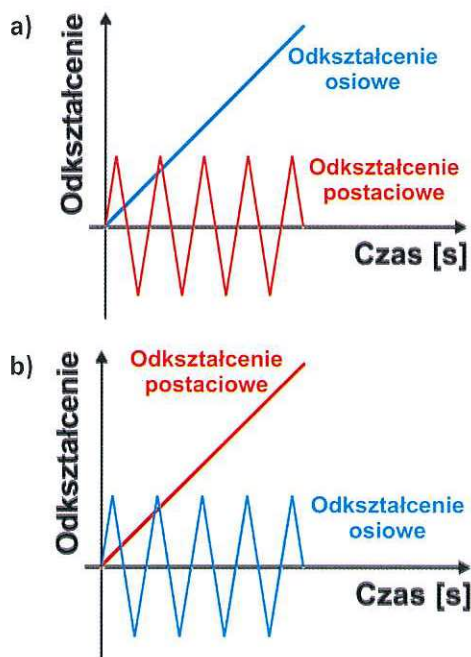 a)
Odkształcenie
Odkształcenie
osiowe
Odkształcenie
postaciowe
Czas [s]
b)
Odkształcenie
Odkształcenie
postaciowe
Odkształcenie
osiowe
Czas [s]